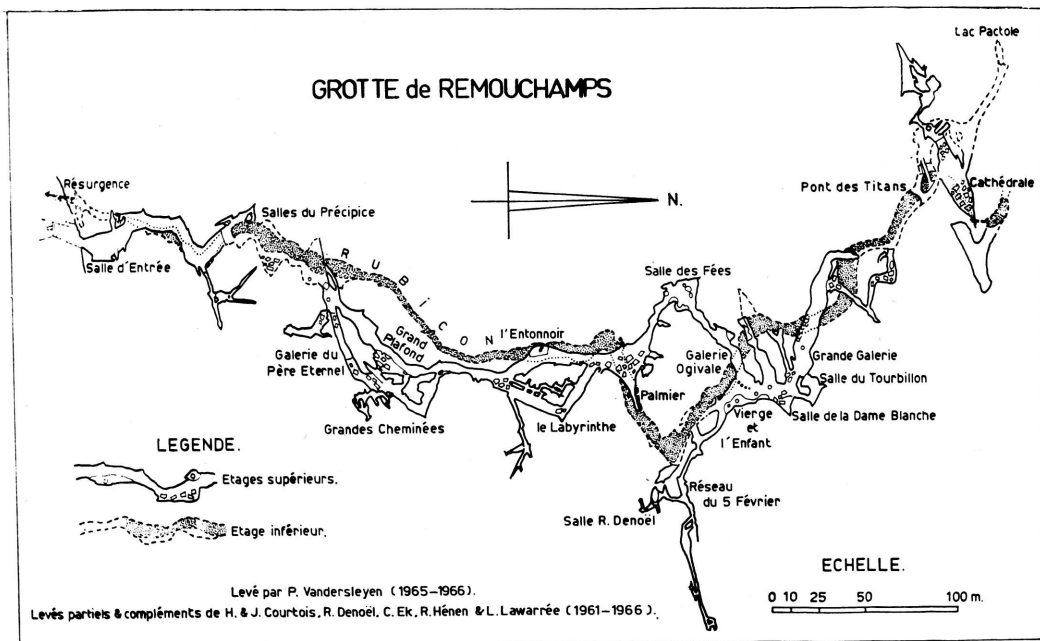 Lac Pactole
GROTTE de REMOUCHAMPS
N.
Résurgence
Salles du Précipice
Pont des Titans
Cathédrale
Salle d'Entrée
RUBICON
Salle des Fées
l'Entonnoir
Grand
Plafond
Galerie du
Père Eternel
Galerie
Ogivale
Grande Galerie
Salle du Tourbillon
Palmier
Grandes Cheminées
le Labyrinthe
Vierge
et
l'Enfant
Salle de la Dame Blanche
LEGENDE.
Etages supérieurs.
Réseau
du 5 Février
Salle R. Denoël
Etage inférieur.
ECHELLE.
Levé par P. Vandersleyen (1965-1966)
Levés partiels & compléments de H. & J. Courtois, R. Denoël, C. Ek, R. Hénen & L. Lawarrée (1961-1966).
0 10 25 50 100 m.